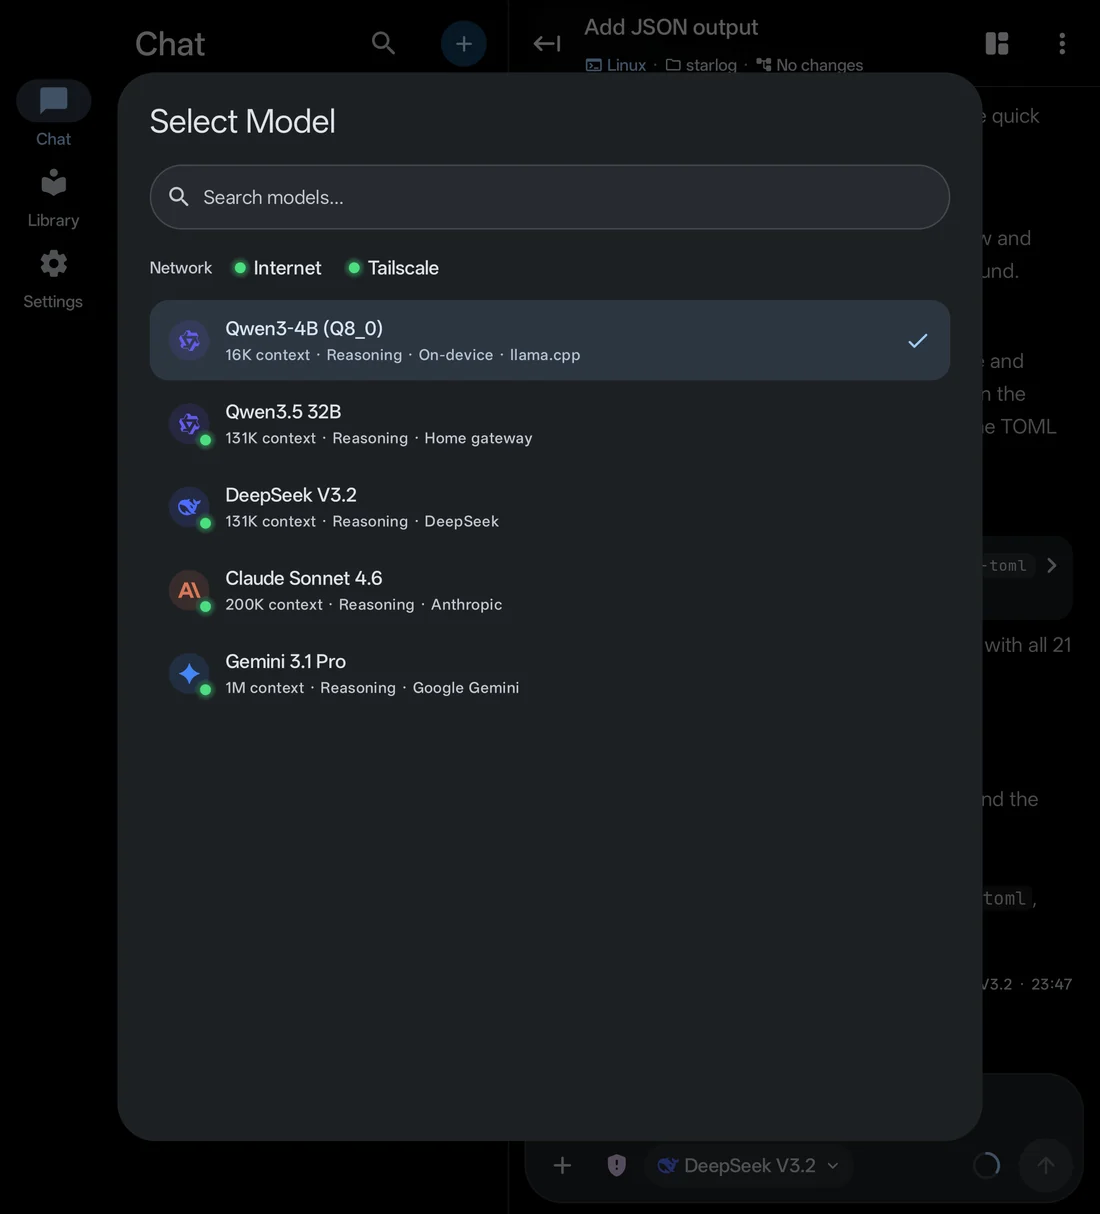 Chat
Add JSON output
Linux · starlog · No changes
Chat
Library
Settings
Select Model
Search models...
Network Internet Tailscale
Qwen3-4B (Q8_0)
16K context · Reasoning · On-device · llama.cpp
Qwen3.5 32B
131K context · Reasoning · Home gateway
DeepSeek V3.2
131K context · Reasoning · DeepSeek
Claude Sonnet 4.6
200K context · Reasoning · Anthropic
Gemini 3.1 Pro
1M context · Reasoning · Google Gemini
quick
and
and
the
TOML
-toml
with all 21
the
toml,
V3.2 · 23:47
DeepSeek V3.2